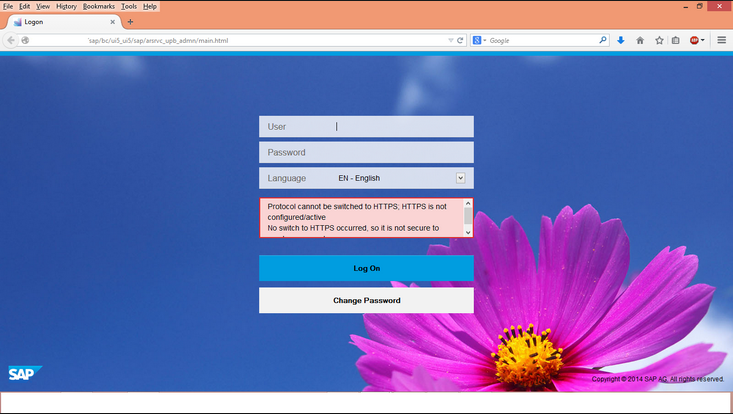 File Edit View History Bookmarks Tools Help
Logon
sap/bc/ui5_ui5/sap/arsrvc_upb_admin/main.html
Google
User
Password
Language EN - English
Protocol cannot be switched to HTTPS; HTTPS is not
configured/active
No switch to HTTPS occurred, so it is not secure to
Log On
Change Password
SAP
Copyright © 2014 SAP AG. All rights reserved.